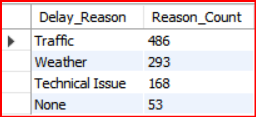 Delay_Reason Reason_Count
Traffic 486
Weather 293
Technical Issue 168
None 53